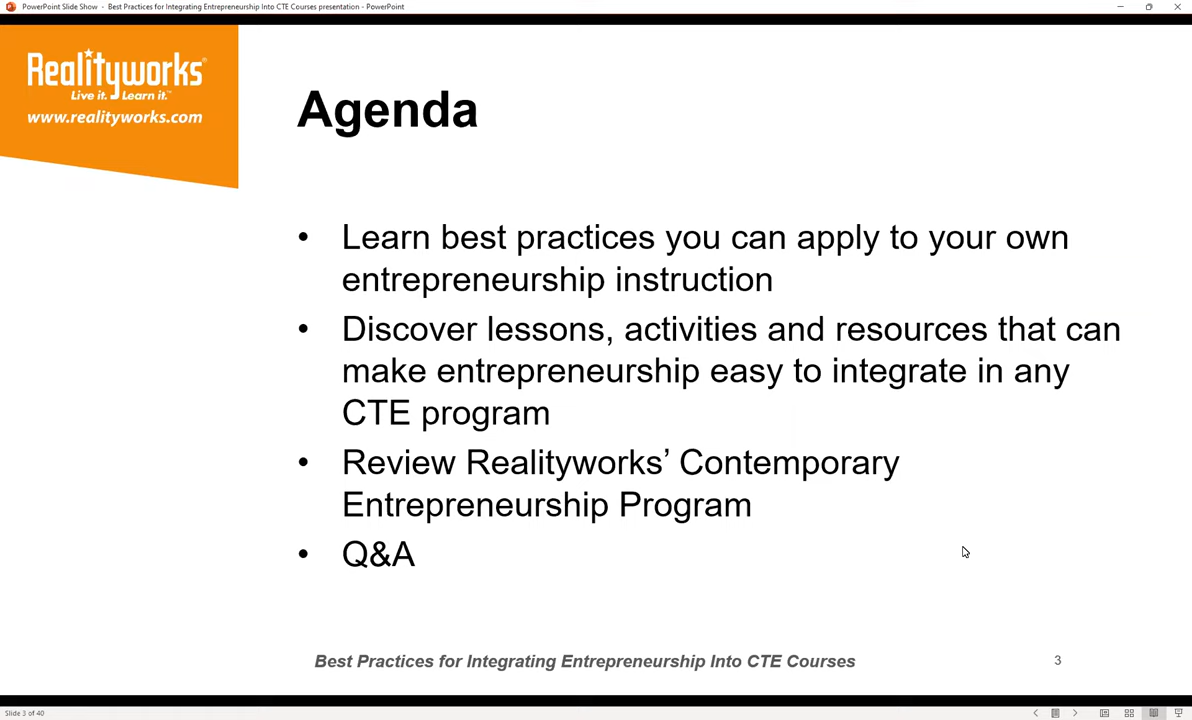 PowerPoint Slide Show - Best Practices for Integrating Entrepreneurship Into CTE Courses presentation - PowerPoint
Realityworks®
Live it. Learn it.™
www.realityworks.com
Agenda
• Learn best practices you can apply to your own
entrepreneurship instruction
• Discover lessons, activities and resources that can
make entrepreneurship easy to integrate in any
CTE program
• Review Realityworks’ Contemporary
Entrepreneurship Program
• Q&A
Best Practices for Integrating Entrepreneurship Into CTE Courses
3
Slide 3 of 40